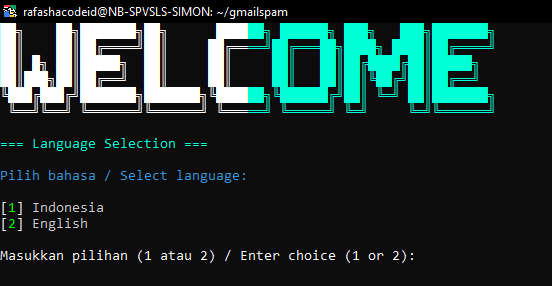 rafashacodeid@NB-SPVSLS-SIMON: ~/gmailspam
WELCOME
=== Language Selection ===
Pilih bahasa / Select language:
[1] Indonesia
[2] English
Masukkan pilihan (1 atau 2) / Enter choice (1 or 2):